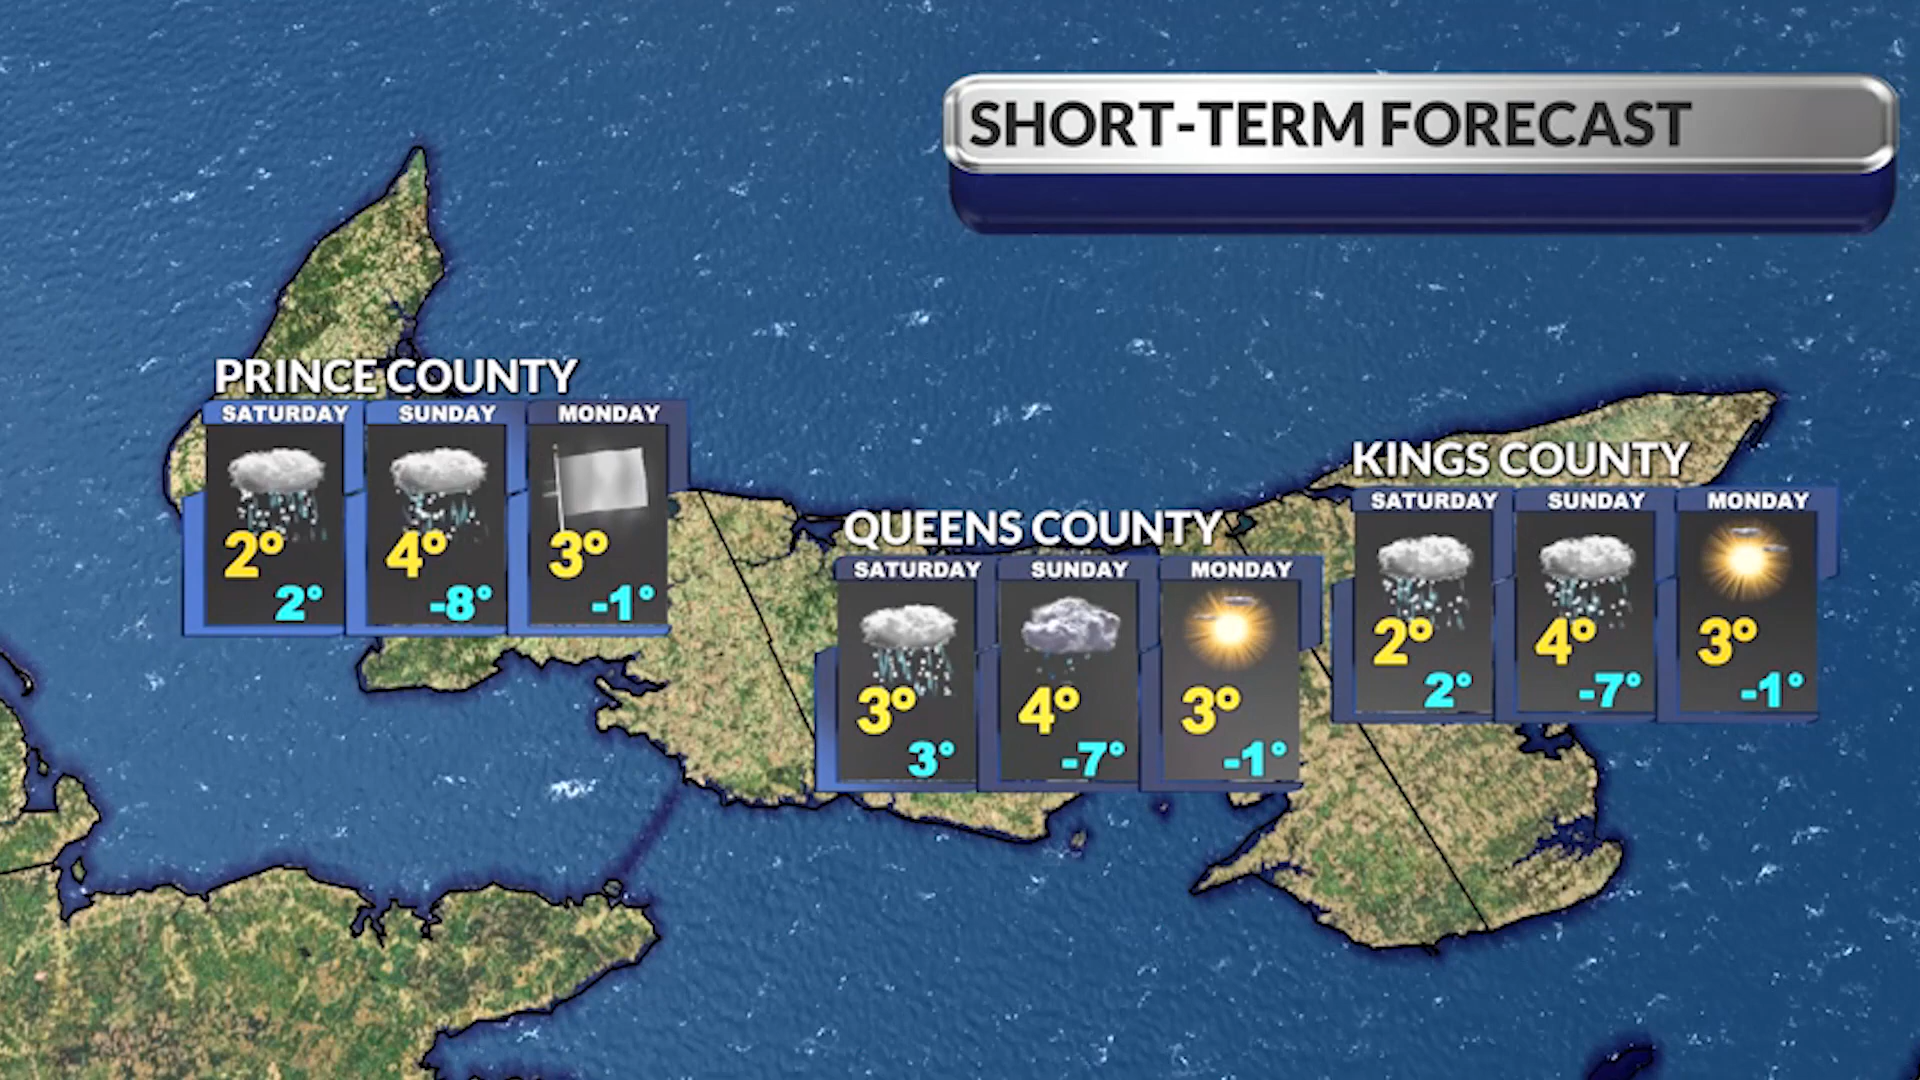 SHORT-TERM FORECAST
PRINCE COUNTY
SATURDAY SUNDAY MONDAY
2° 4° 3°
2° -8° -1°
QUEENS COUNTY
SATURDAY SUNDAY MONDAY
3° 4° 3°
3° -7° -1°
KINGS COUNTY
SATURDAY SUNDAY MONDAY
2° 4° 3°
2° -7° -1°